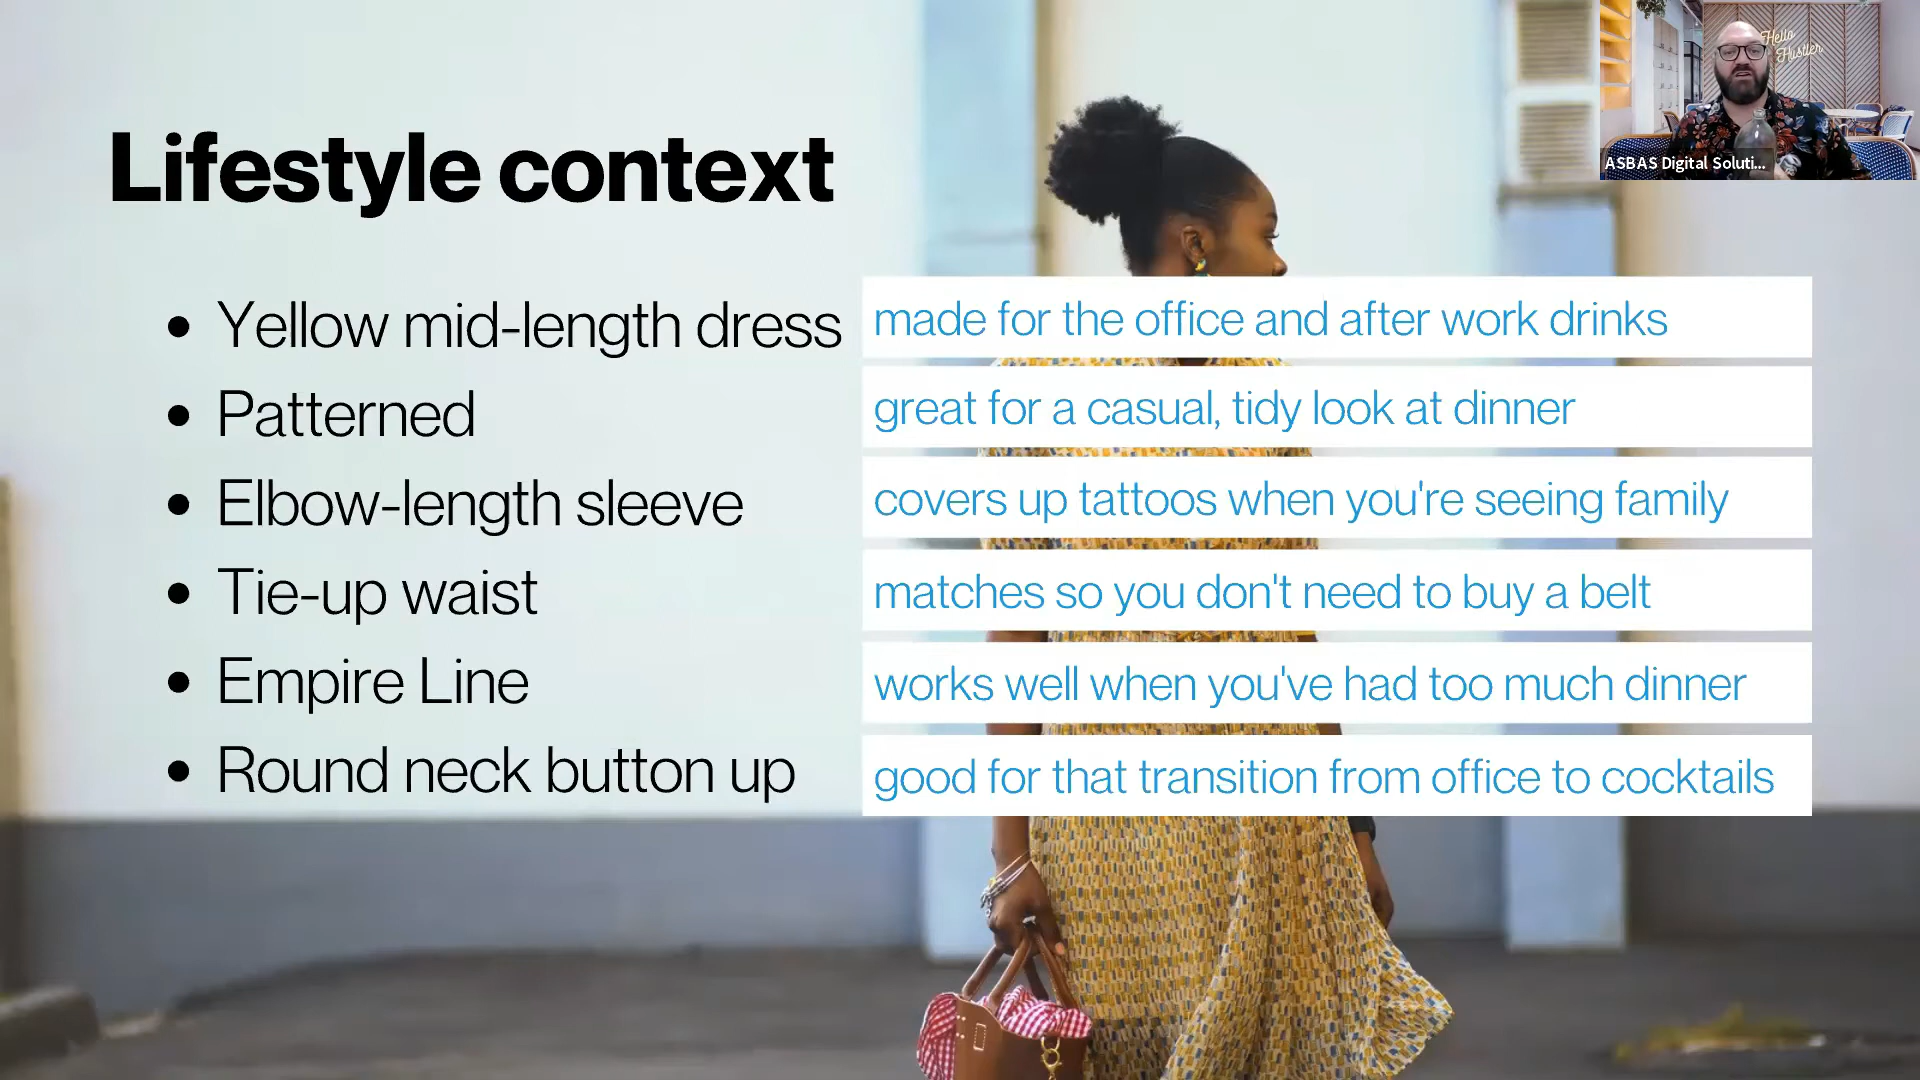 Hello
Hustler
ASBAS Digital Soluti...
Lifestyle context
• Yellow mid-length dress made for the office and after work drinks
• Patterned great for a casual, tidy look at dinner
• Elbow-length sleeve covers up tattoos when you're seeing family
• Tie-up waist matches so you don't need to buy a belt
• Empire Line works well when you've had too much dinner
• Round neck button up good for that transition from office to cocktails